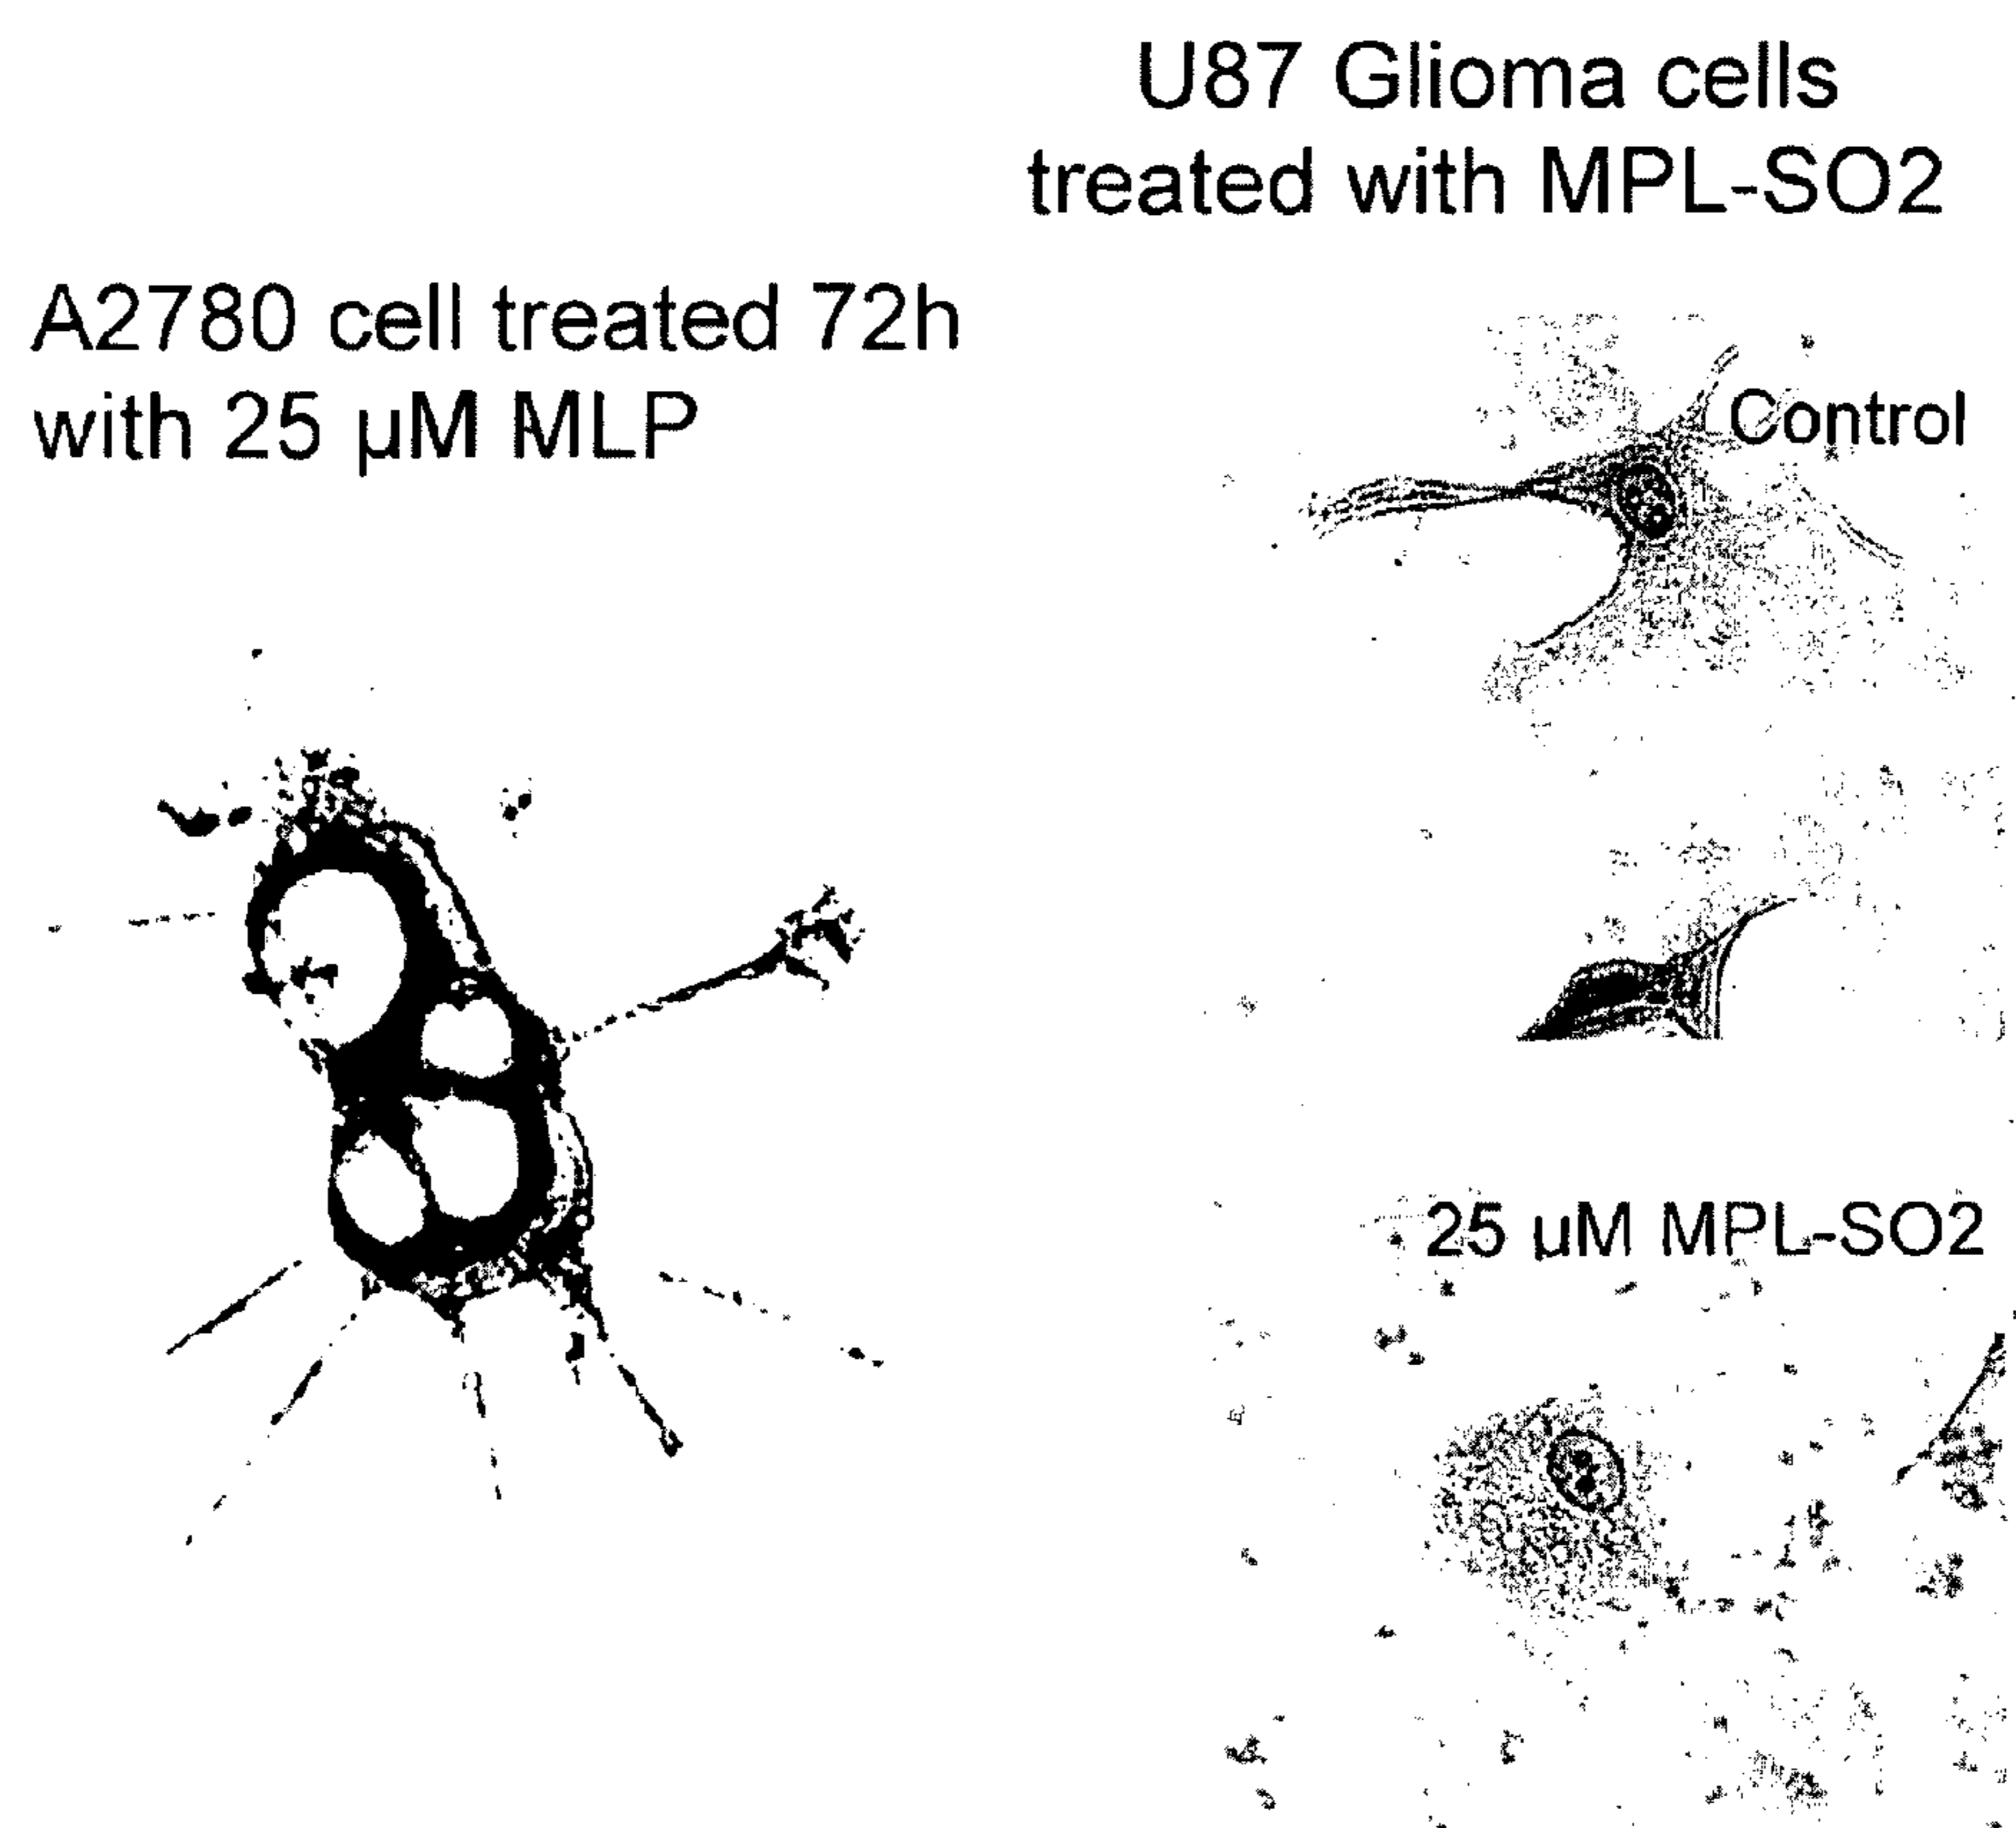 U87 Glioma cells
treated with MPL-SO2
A2780 cell treated 72h
with 25 µM MLP
Control
25 µM MPL-SO2